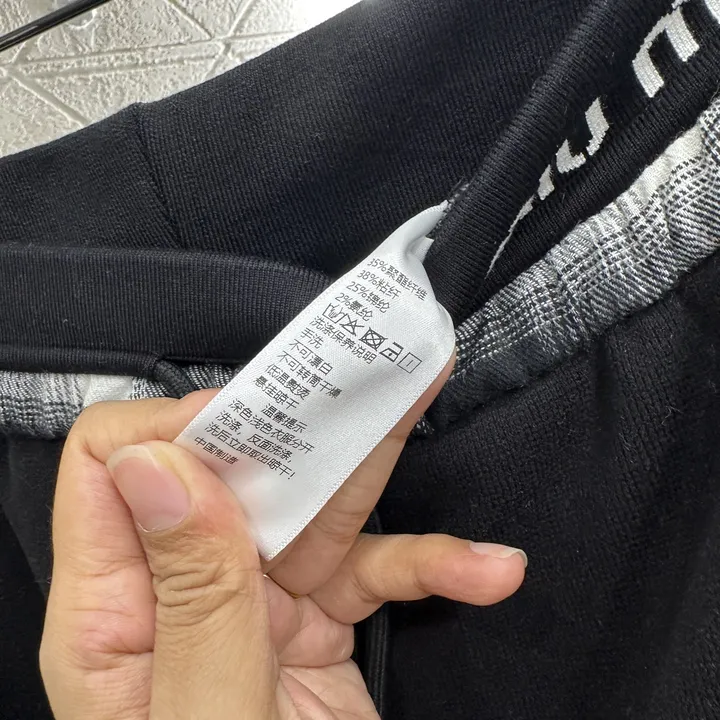 35%聚酯纤维
38%粘纤
25%锦纶
2%氨纶
洗涤保养说明
手洗
不可漂白
不可转筒干燥
低温熨烫
悬挂晾干
温馨提示
深色浅色衣服分开
洗涤，反面洗涤，
洗后立即取出晾干！
中国制造